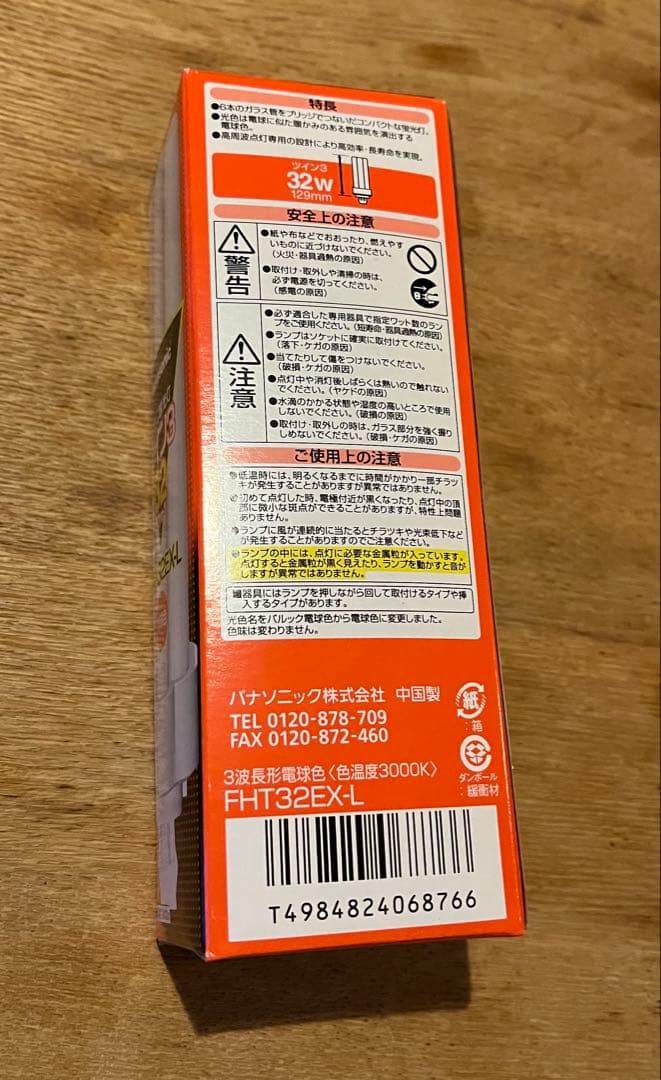 特長
●6本のガラス管をブリッジでつないだコンパクトな蛍光灯。
●光色は電球に似た暖かみのある雰囲気を演出する
電球色。
●高周波点灯専用の設計により高効率・長寿命を実現。
ツイン3
32W
129mm
安全上の注意
警告
●紙や布などでおおったり、燃えやす
いものに近づけないでください。
(火災・器具過熱の原因)
●取付け・取外しや清掃の時は、
必ず電源を切ってください。
(感電の原因)
注意
●必ず適合した専用器具で指定ワット数のラン
プをご使用ください。(短寿命・器具過熱の原因)
●ランプはソケットに確実に取付けてください。
(落下・ケガの原因)
●当てたりして傷をつけないでください。
(破損・ケガの原因)
●点灯中や消灯後しばらくは熱いので触れない
でください。(ヤケドの原因)
●水滴のかかる状態や湿度の高いところで使用
しないでください。(破損の原因)
●取付け・取外しの時は、ガラス部分を強く握り
しめないでください。(破損・ケガの原因)
ご使用上の注意
●低温時には、明るくなるまでに時間がかかり一部チラツ
キが発生することがありますが異常ではありません。
●初めて点灯した時、電極付近が黒くなったり、点灯中の頂
部に微小な斑点ができることがありますが、特性上問題
ありません。
●ランプに風が連続的に当たるとチラツキや光束低下など
が発生することがありますのでご注意ください。
●ランプの中には、点灯に必要な金属粒が入っています。
点灯すると金属粒が黒く見えたり、ランプを動かすと音が
しますが異常ではありません。
器具にはランプを押しながら回して取付けるタイプや挿
入するタイプがあります。
光色名をパルック電球色から電球色に変更しました。
色味は変わりません。
パナソニック株式会社 中国製
TEL 0120-878-709
FAX 0120-872-460
紙
:箱
ダンボール
:緩衝材
3波長形電球色〈色温度3000K〉
FHT32EX-L
T4984824068766